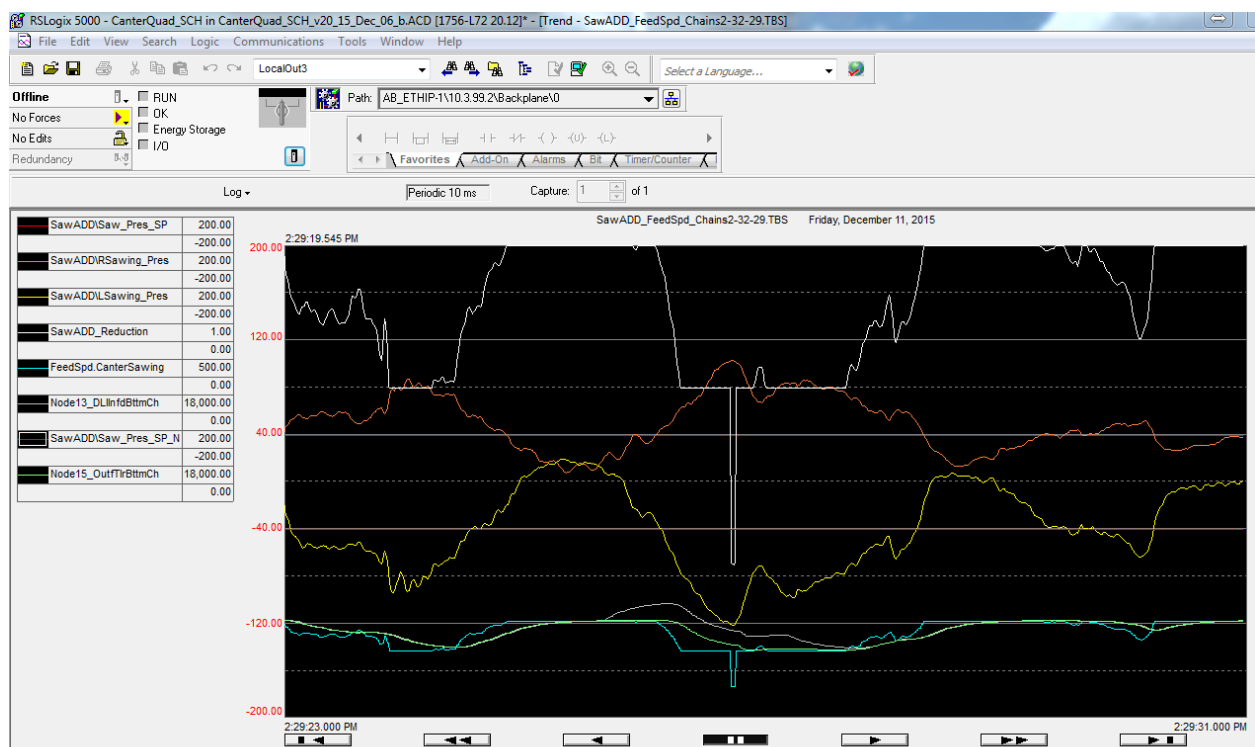 RSLogix 5000 - CanterQuad_SCH in CanterQuad_SCH_v20_15_Dec_06_b.ACD [1756-L72 20.12]* - [Trend - SawADD_FeedSpd_Chains2-32-29.TBS]
File Edit View Search Logic Communications Tools Window Help
LocalOut3 Select a Language...
Offline RUN Path: AB_ETHIP-1\10.3.99.2\Backplane\0
No Forces OK
No Edits Energy Storage
Redundancy I/O
Favorites Add-On Alarms Bit Timer/Counter
Log Periodic 10 ms Capture: 1 of 1
SawADD_FeedSpd_Chains2-32-29.TBS Friday, December 11, 2015
2:29:19.545 PM
SawADD\Saw_Pres_SP 200.00
-200.00
SawADD\RSawing_Pres 200.00
-200.00
SawADD\LSawing_Pres 200.00
-200.00
SawADD_Reduction 1.00
0.00
FeedSpd.CanterSawing 500.00
0.00
Node13_DLIInfdBttmCh 18,000.00
0.00
SawADD\Saw_Pres_SP_N 200.00
-200.00
Node15_OutfTlrBttmCh 18,000.00
0.00
200.00
120.00
40.00
-40.00
-120.00
-200.00
2:29:23.000 PM 2:29:31.000 PM